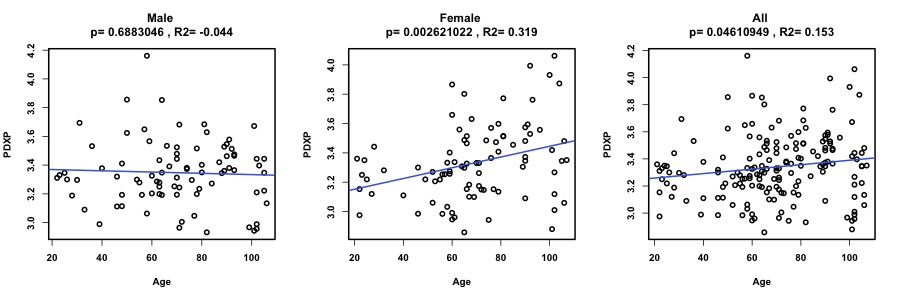 Male
p= 0.6883046 , R2= -0.044
PDXP
3.0 3.2 3.4 3.6 3.8 4.0 4.2
20 40 60 80 100
Age
Female
p= 0.002621022 , R2= 0.319
PDXP
3.0 3.2 3.4 3.6 3.8 4.0
20 40 60 80 100
Age
All
p= 0.04610949 , R2= 0.153
PDXP
3.0 3.2 3.4 3.6 3.8 4.0 4.2
20 40 60 80 100
Age